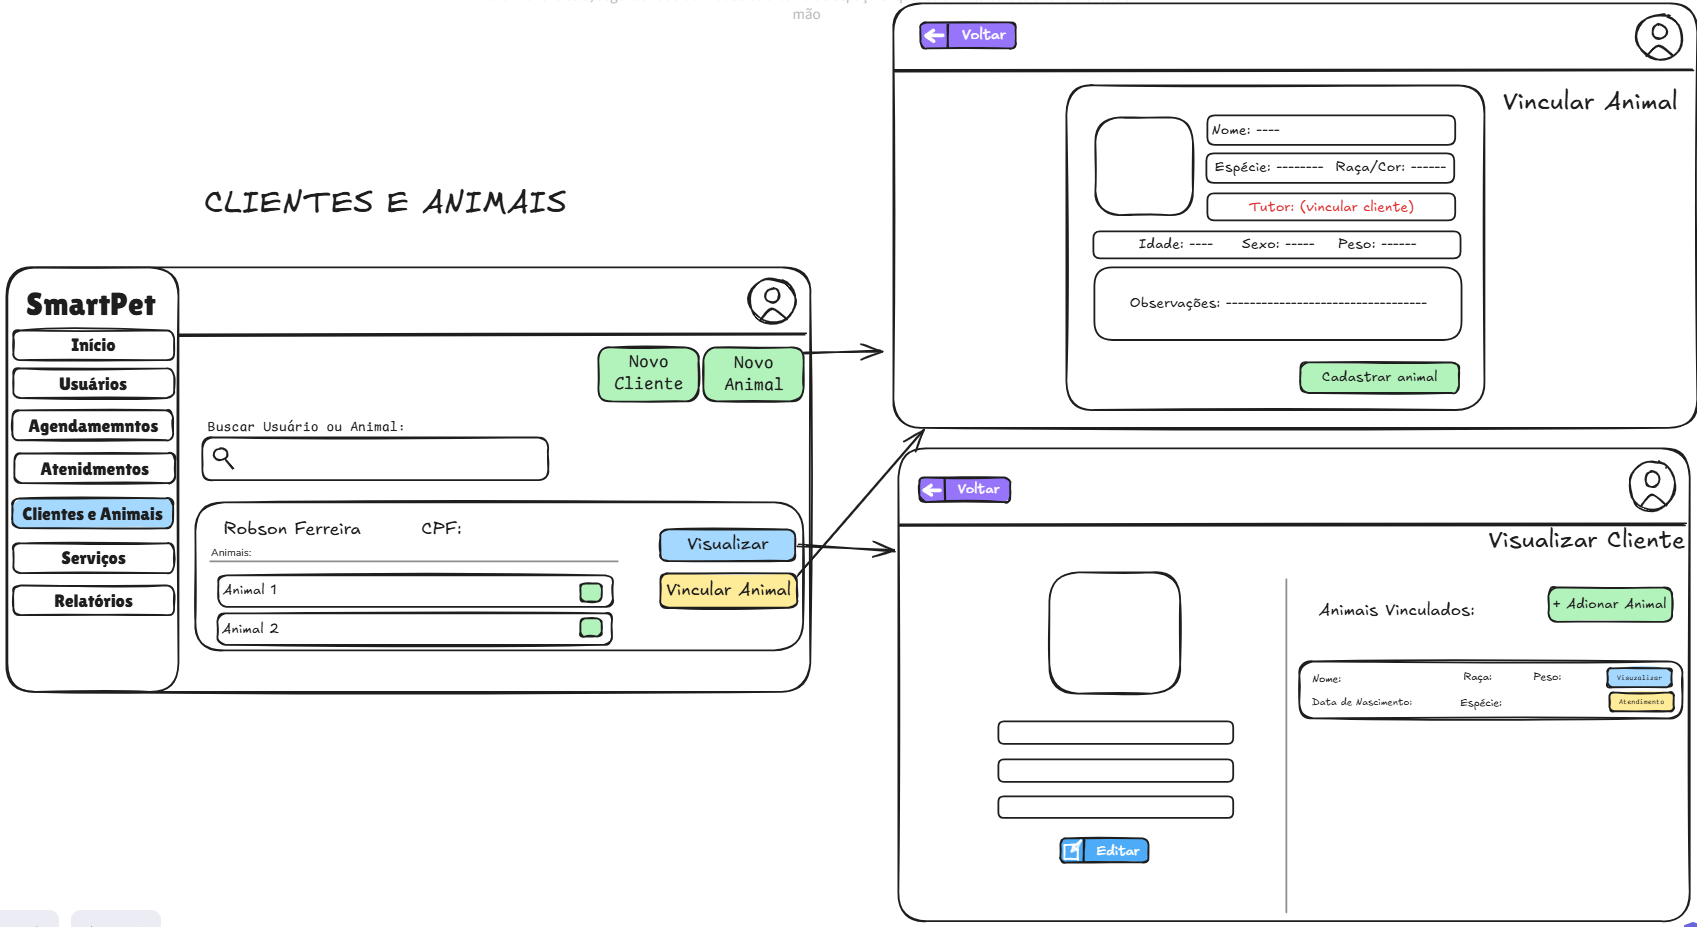 mão
CLIENTES E ANIMAIS
SmartPet
Início
Usuários
Agendamemntos
Atenidmentos
Clientes e Animais
Serviços
Relatórios
Novo
Cliente
Novo
Animal
Buscar Usuário ou Animal:
Robson Ferreira CPF:
Animais:
Animal 1
Animal 2
Visualizar
Vincular Animal
Voltar
Vincular Animal
Nome: ----
Espécie: -------- Raça/Cor: ------
Tutor: (vincular cliente)
Idade: ---- Sexo: ----- Peso: ------
Observações: ----------------------------------
Cadastrar animal
Voltar
Visualizar Cliente
Editar
Animais Vinculados:
+ Adionar Animal
Nome: Raça: Peso:
Data de Nascimento: Espécie:
Visuzalizar
Atendimento